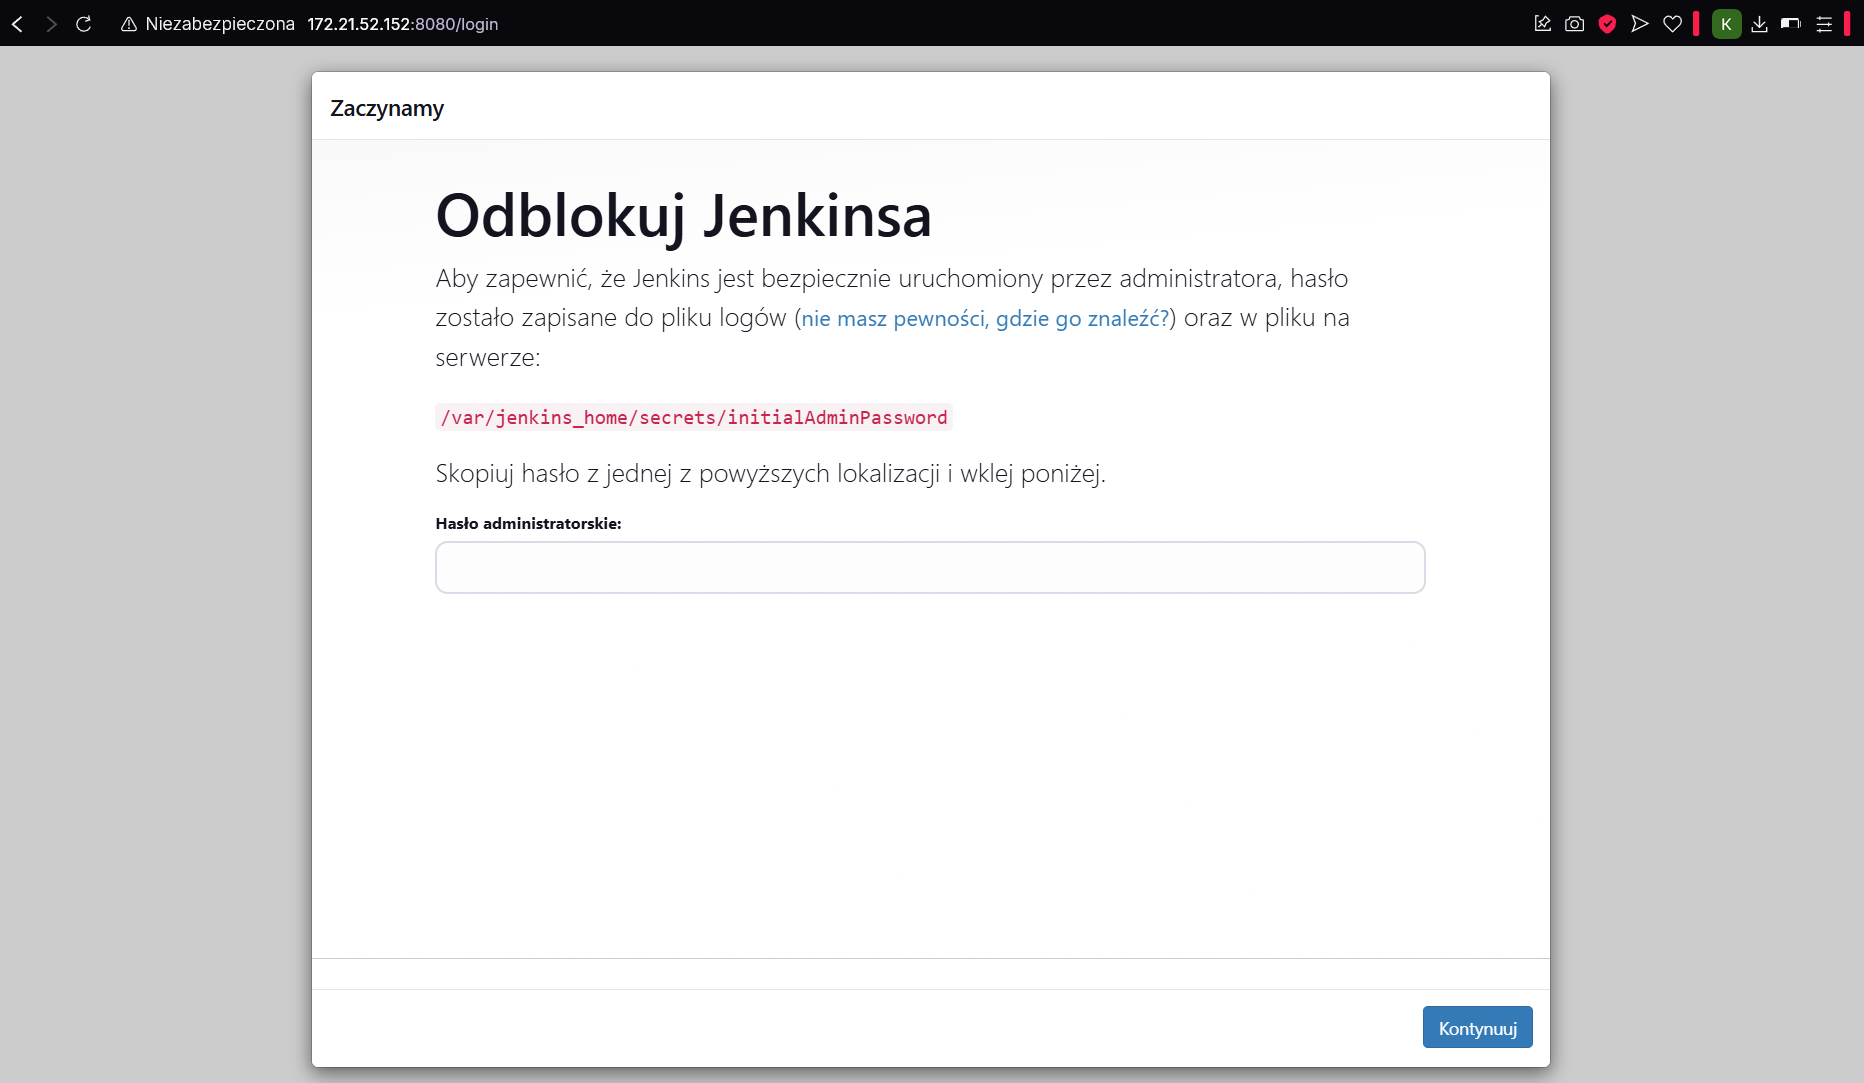 Niezabezpieczona 172.21.52.152:8080/login
K
Zaczynamy
Odblokuj Jenkinsa
Aby zapewnić, że Jenkins jest bezpiecznie uruchomiony przez administratora, hasło
zostało zapisane do pliku logów (nie masz pewności, gdzie go znaleźć?) oraz w pliku na
serwerze:
/var/jenkins_home/secrets/initialAdminPassword
Skopiuj hasło z jednej z powyższych lokalizacji i wklej poniżej.
Hasło administratorskie:
Kontynuuj